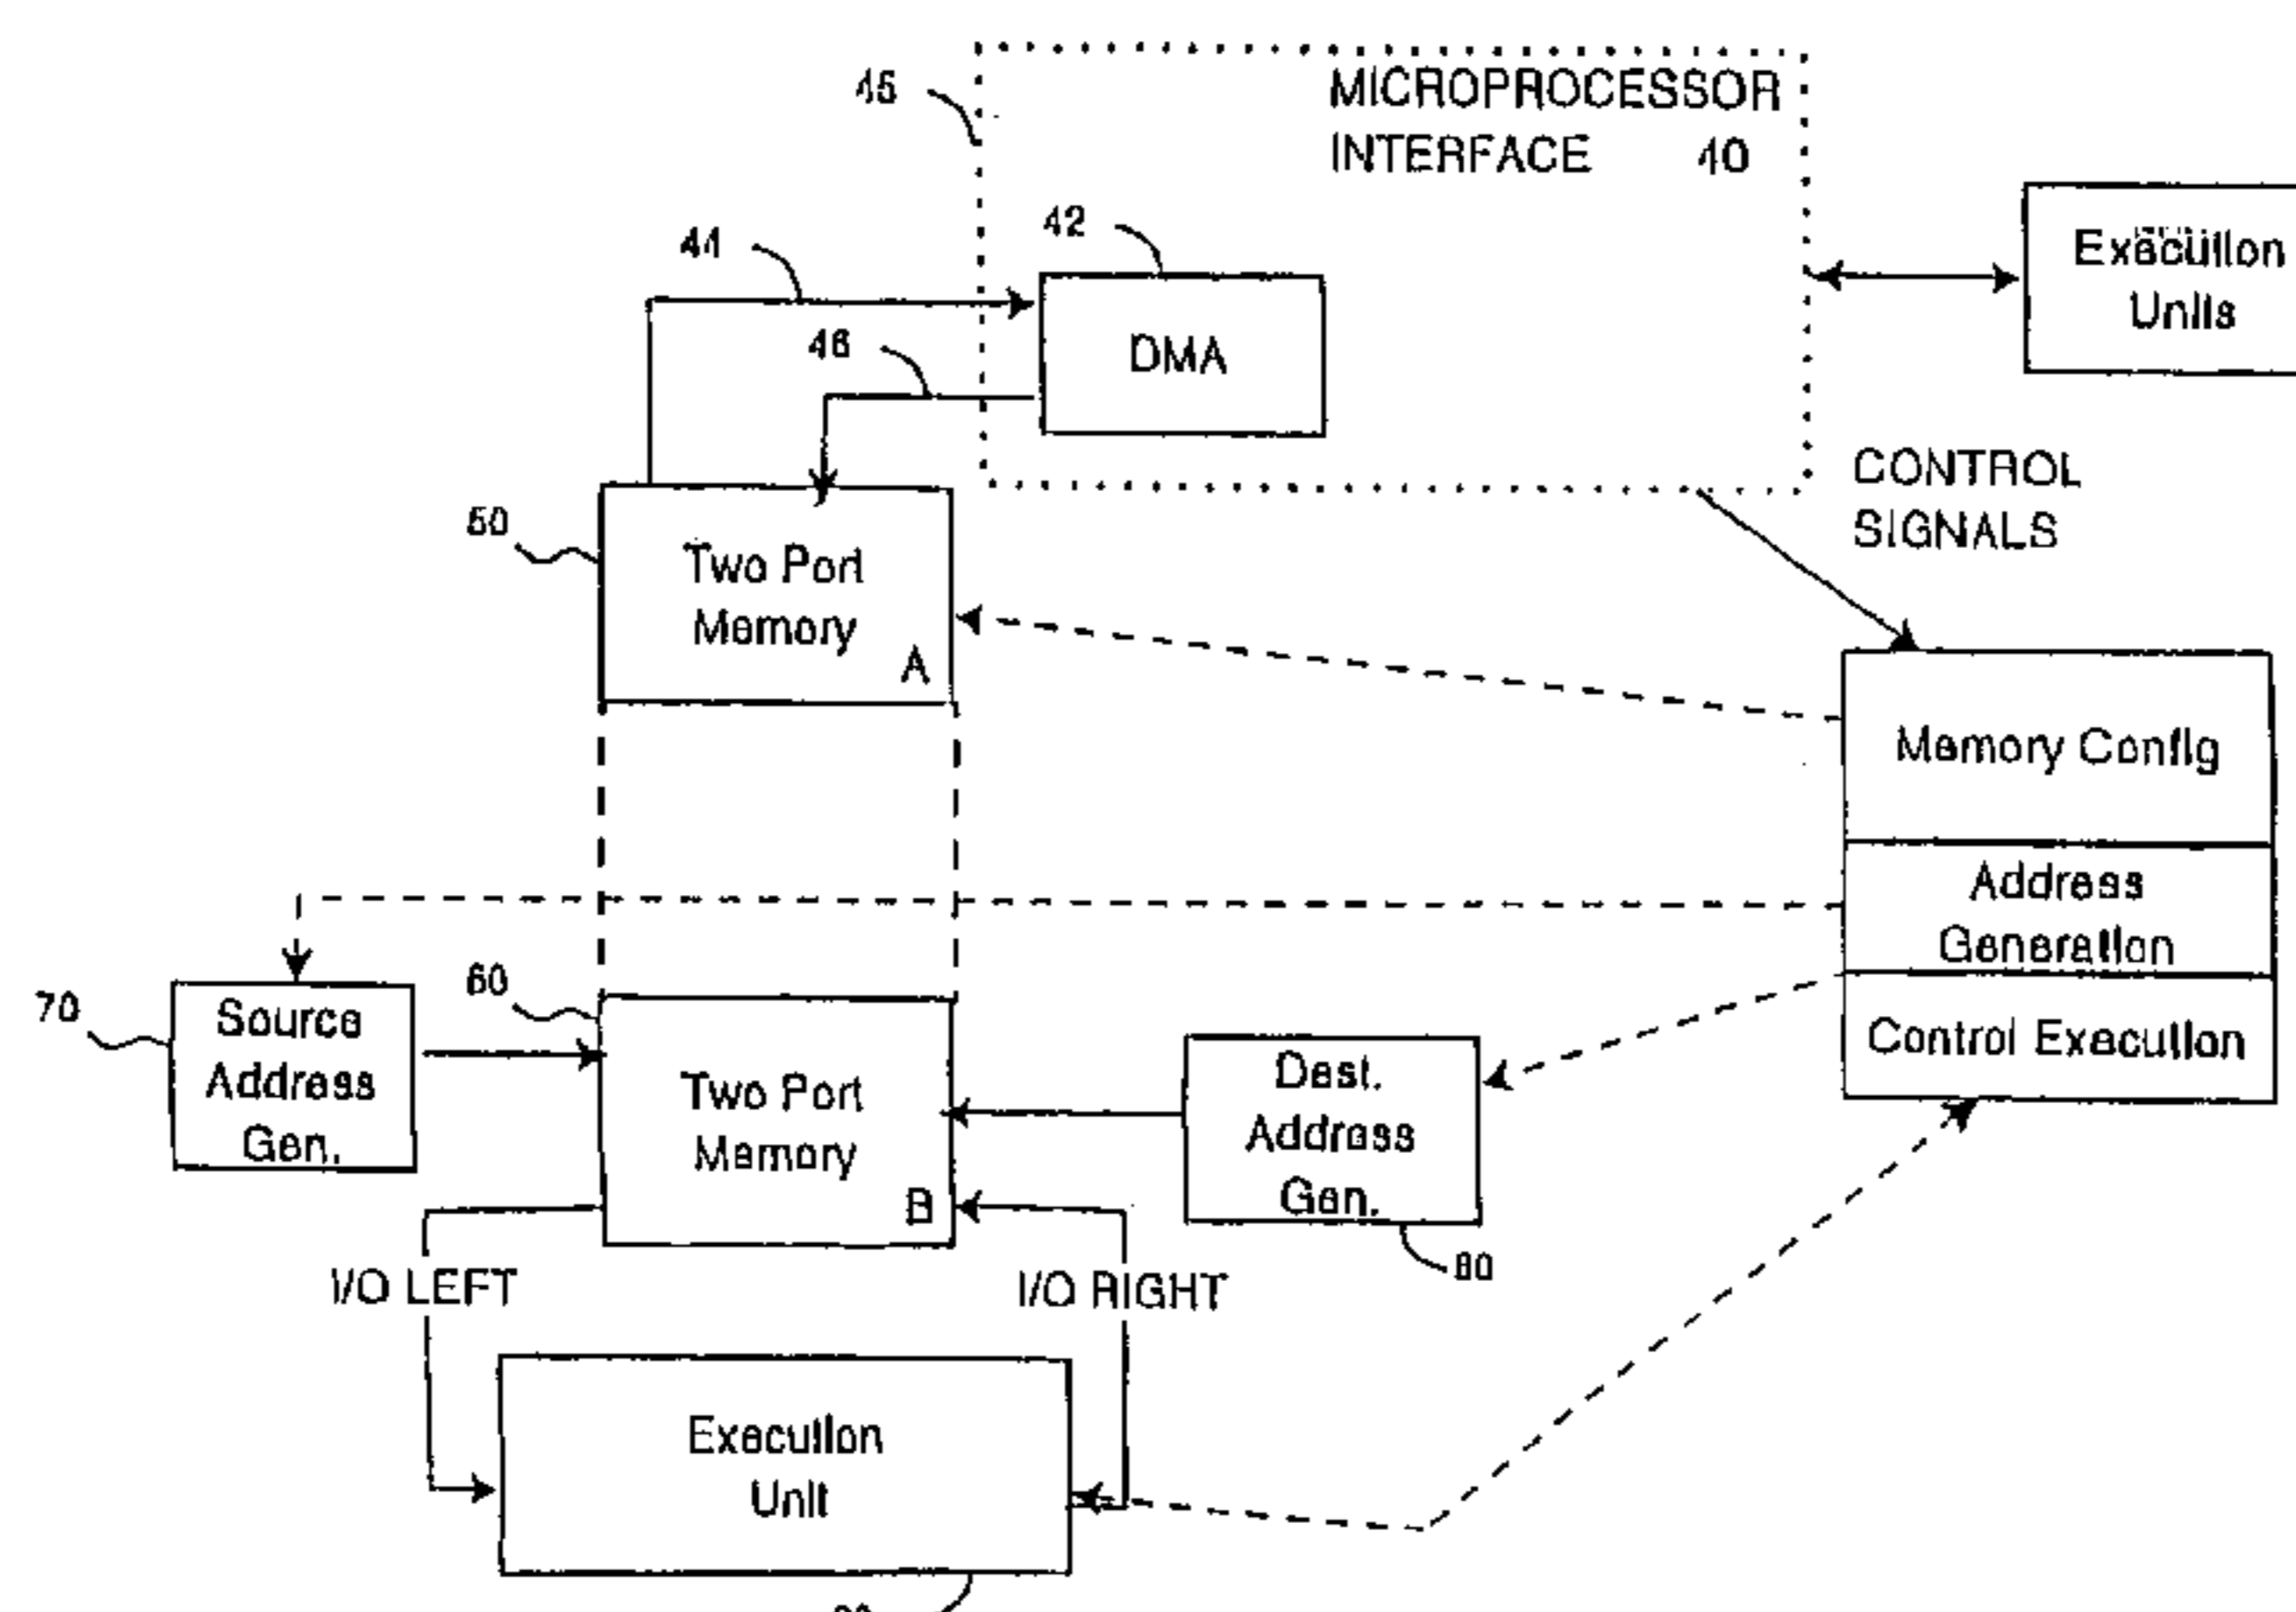 45
MICROPROCESSOR
INTERFACE 40
44
42
Execution
Units
46
DMA
CONTROL
SIGNALS
50
Two Port
Memory
A
Memory Config
Address
Generation
Control Execution
60
70
Source
Address
Gen.
Two Port
Memory
B
Dest.
Address
Gen.
80
I/O LEFT
I/O RIGHT
Execution
Unit